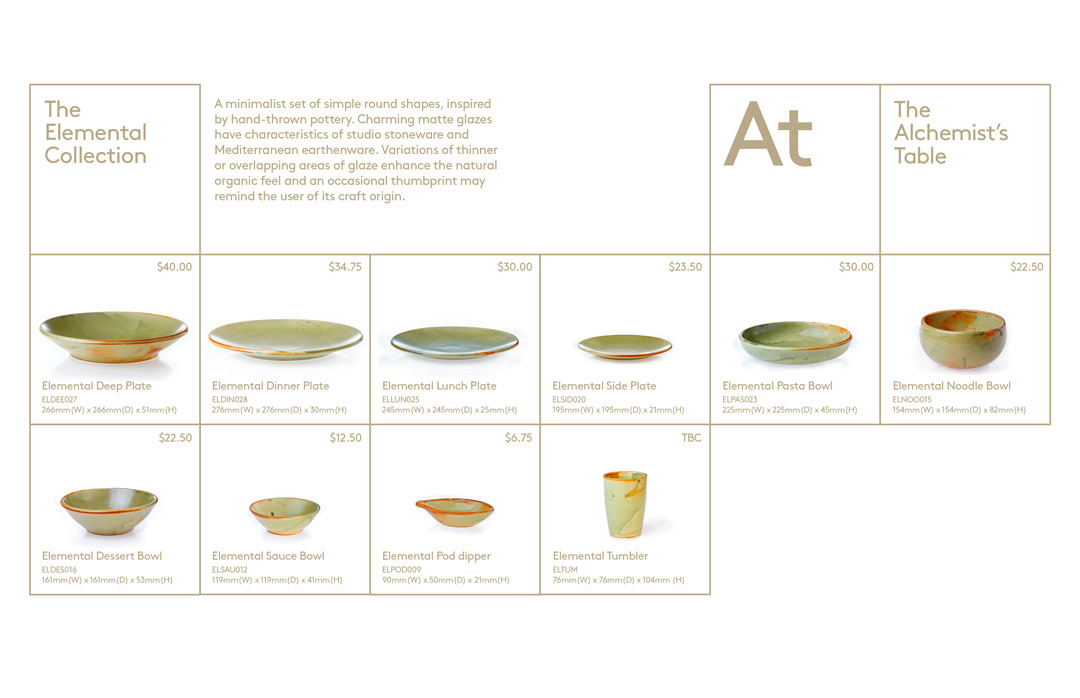 The
Elemental
Collection
A minimalist set of simple round shapes, inspired
by hand-thrown pottery. Charming matte glazes
have characteristics of studio stoneware and
Mediterranean earthenware. Variations of thinner
or overlapping areas of glaze enhance the natural
organic feel and an occasional thumbprint may
remind the user of its craft origin.
At
The
Alchemist's
Table
$40.00
Elemental Deep Plate
ELDEE027
266mm(W) x 266mm(D) x 51mm(H)
$34.75
Elemental Dinner Plate
ELDIN028
276mm(W) x 276mm(D) x 30mm(H)
$30.00
Elemental Lunch Plate
ELLUN025
245mm(W) x 245mm(D) x 25mm(H)
$23.50
Elemental Side Plate
ELSID020
195mm(W) x 195mm(D) x 21mm(H)
$30.00
Elemental Pasta Bowl
ELPAS023
225mm(W) x 225mm(D) x 45mm(H)
$22.50
Elemental Noodle Bowl
ELNOO015
154mm(W) x 154mm(D) x 82mm(H)
$22.50
Elemental Dessert Bowl
ELDES016
161mm(W) x 161mm(D) x 53mm(H)
$12.50
Elemental Sauce Bowl
ELSAU012
119mm(W) x 119mm(D) x 41mm(H)
$6.75
Elemental Pod dipper
ELPOD009
90mm(W) x 50mm(D) x 21mm(H)
TBC
Elemental Tumbler
ELTUM
76mm(W) x 76mm(D) x 104mm (H)